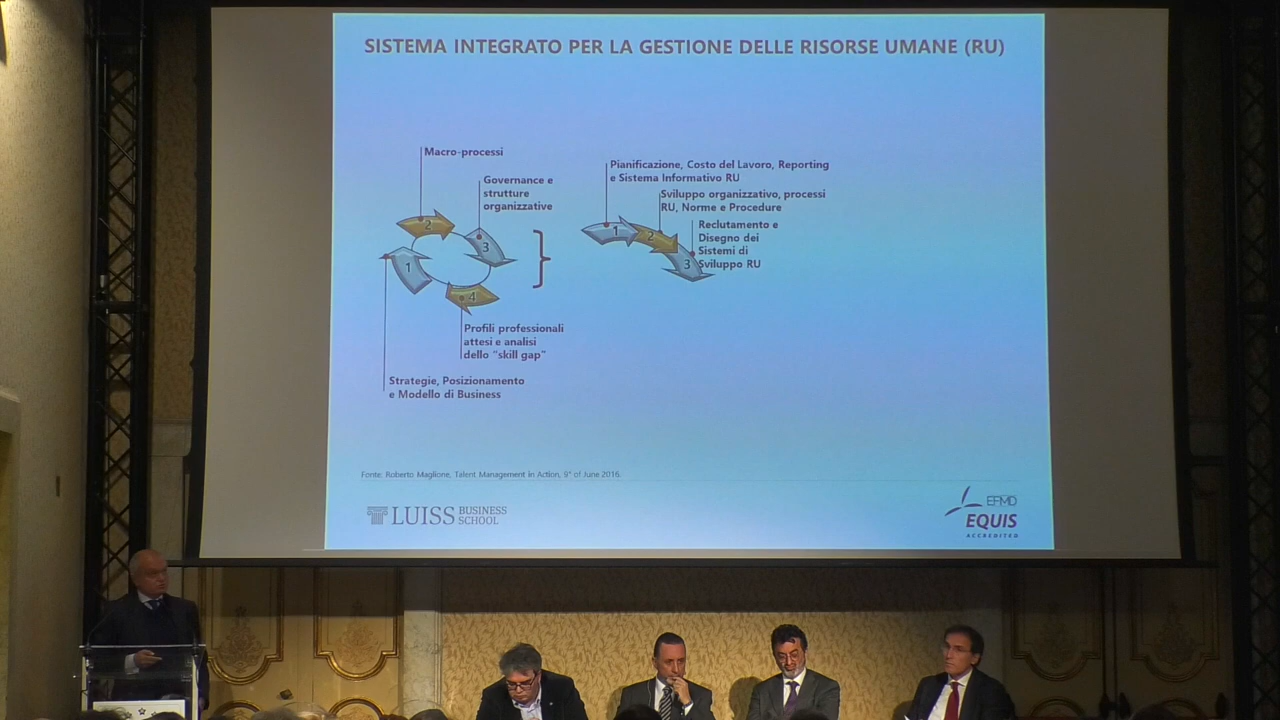 SISTEMA INTEGRATO PER LA GESTIONE DELLE RISORSE UMANE (RU)
Macro-processi
Governance e
strutture
organizzative
2
3
1
4
Profili professionali
attesi e analisi
dello "skill gap"
Strategie, Posizionamento
e Modello di Business
Pianificazione, Costo del Lavoro, Reporting
e Sistema Informativo RU
Sviluppo organizzativo, processi
RU, Norme e Procedure
Reclutamento e
Disegno dei
Sistemi di
Sviluppo RU
1
2
3
Fonte: Roberto Maglione, Talent Management in Action, 9° of June 2016.
LUISS BUSINESS
SCHOOL
EFMD
EQUIS
ACCREDITED